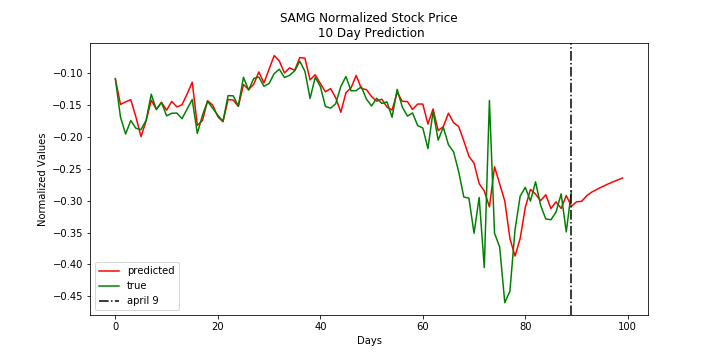 SAMG Normalized Stock Price
10 Day Prediction
Normalized Values
−0.10
−0.15
−0.20
−0.25
−0.30
−0.35
−0.40
−0.45
predicted
true
april 9
0
20
40
60
80
100
Days